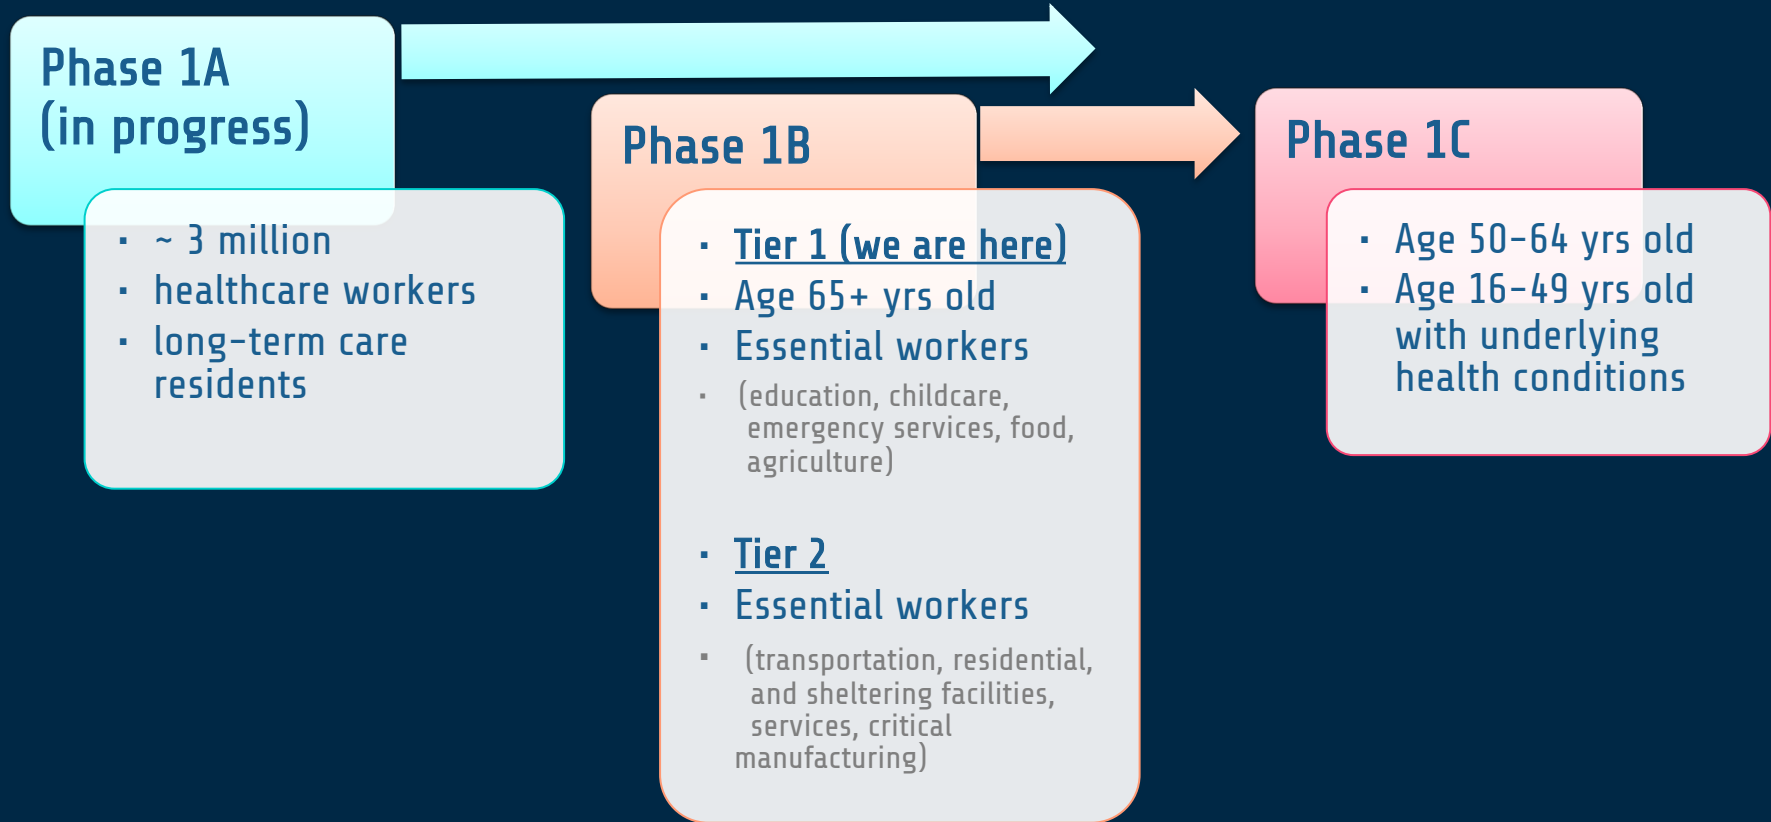 Phase 1A
(in progress)
▪ ~ 3 million
▪ healthcare workers
▪ long-term care
residents
Phase 1B
▪ Tier 1 (we are here)
▪ Age 65+ yrs old
▪ Essential workers
▪ (education, childcare,
emergency services, food,
agriculture)
▪ Tier 2
▪ Essential workers
▪ (transportation, residential,
and sheltering facilities,
services, critical
manufacturing)
Phase 1C
▪ Age 50-64 yrs old
▪ Age 16-49 yrs old
with underlying
health conditions